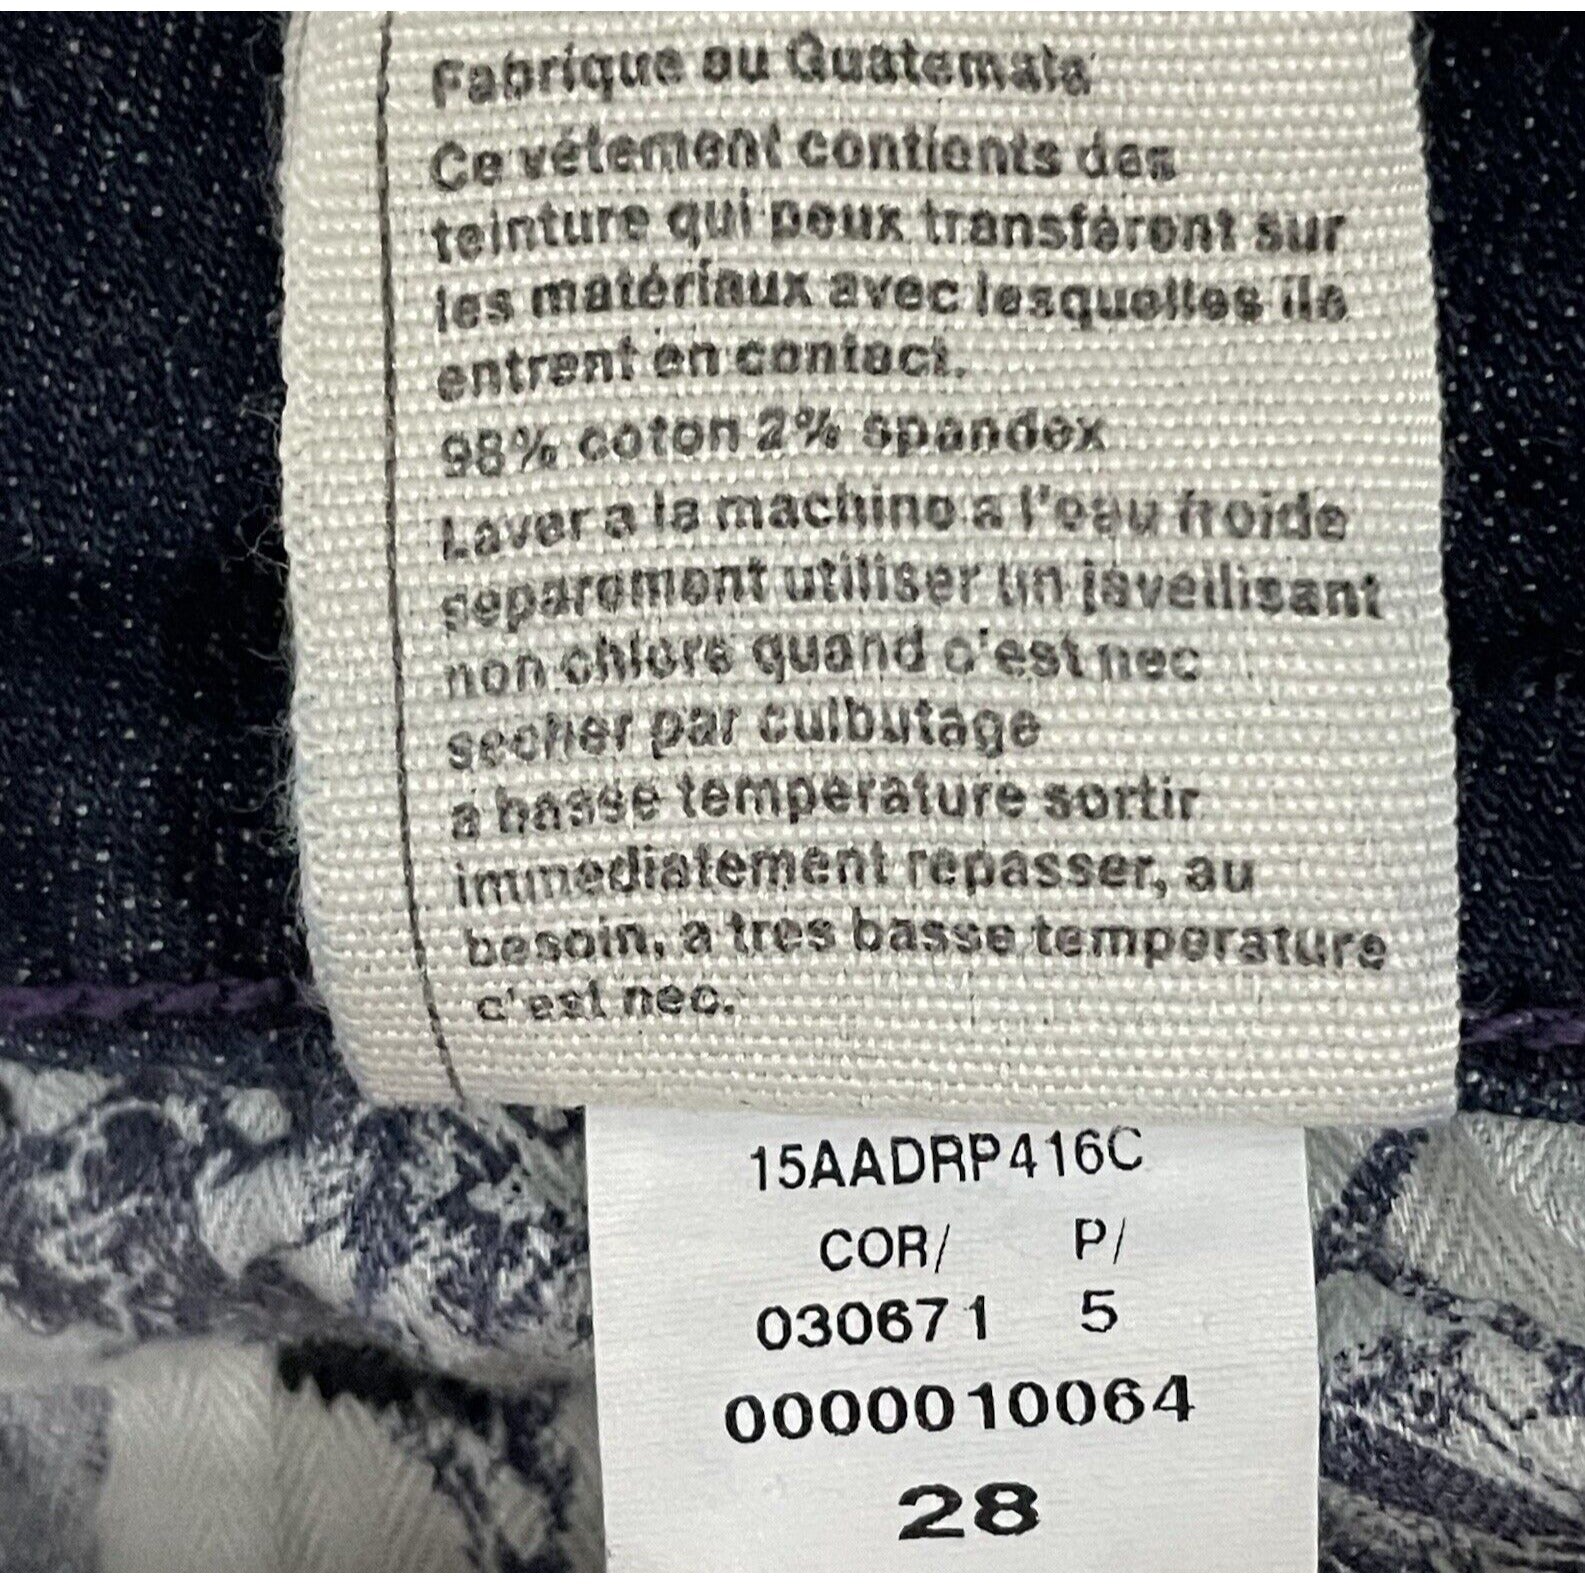 Fabrique au Guatemala
Ce vétement contients des
teinture qui peux transfèront sur
les matériaux avec lesquelles ils
entrent en contact.
98% coton 2% spandex
Laver a la machine a l'eau froide
separement utiliser un javellisant
non chlore quand c'est nec
secher par culbutage
a basse temperature sortir
immediatement repasser, au
besoin, a tres basse temperature
c'est nec.
15AADRP416C
COR/ P/
030671 5
0000010064
28